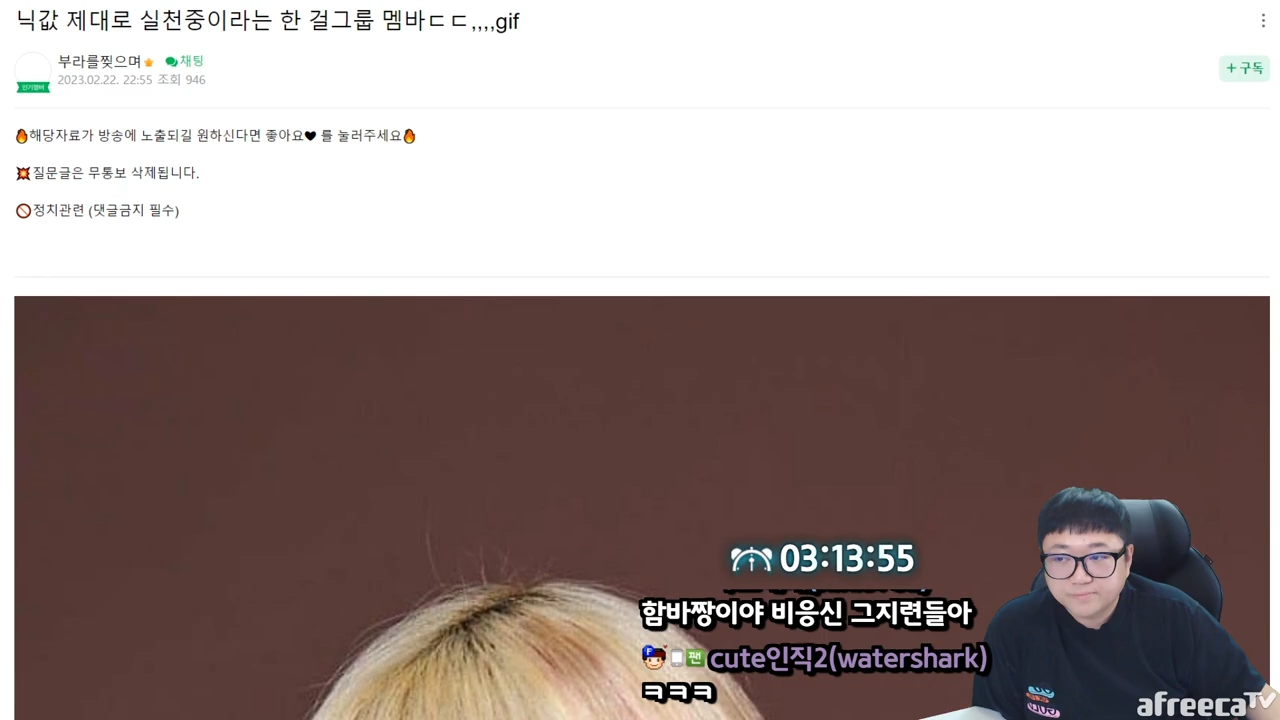 닉값 제대로 실천중이라는 한 걸그룹 멤바ㄷㄷ,,,,gif
부라를찢으며 채팅
2023.02.22. 22:55 조회 946
인기멤버
+ 구독
해당자료가 방송에 노출되길 원하신다면 좋아요🖤 를 눌러주세요
질문글은 무통보 삭제됩니다.
정치관련 (댓글금지 필수)
03:13:55
함바짱이야 비응신 그지련들아
팬 cute인직2(watershark)
ㅋㅋㅋ
afreecaTV